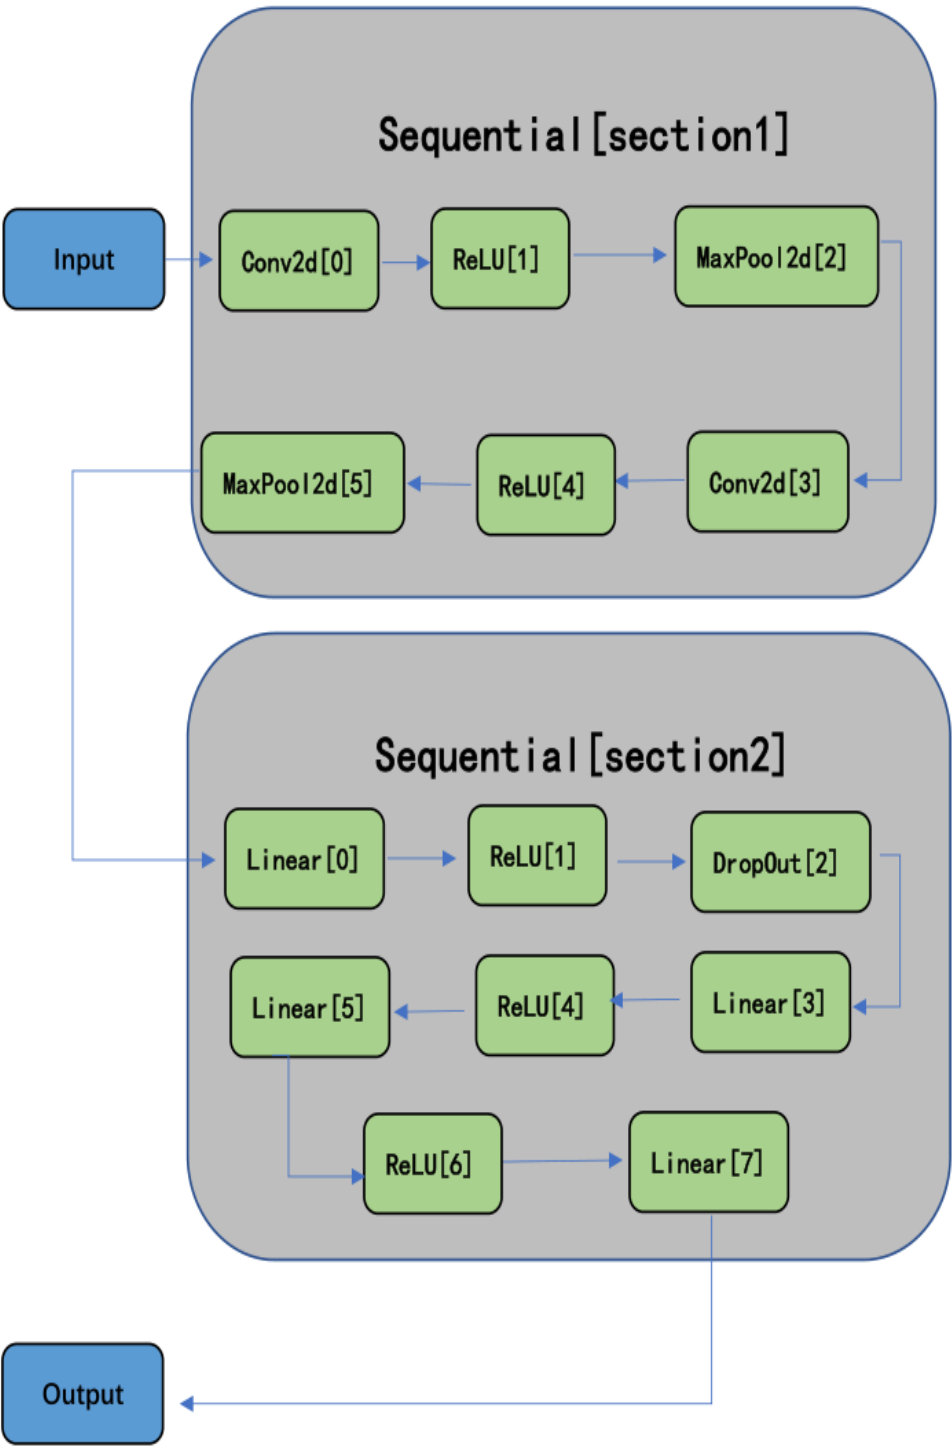 Sequential[section1]
Input
Conv2d[0]
ReLU[1]
MaxPool2d[2]
Conv2d[3]
ReLU[4]
MaxPool2d[5]
Sequential[section2]
Linear[0]
ReLU[1]
DropOut[2]
Linear[3]
ReLU[4]
Linear[5]
ReLU[6]
Linear[7]
Output